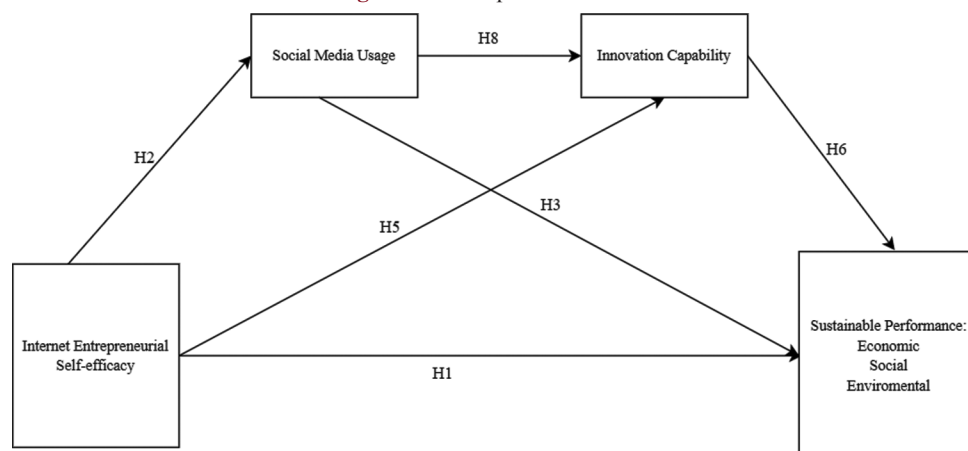 Social Media Usage
H8
Innovation Capability
H2
H6
H5
H3
Internet Entrepreneurial
Self-efficacy
H1
Sustainable Performance:
Economic
Social
Enviromental